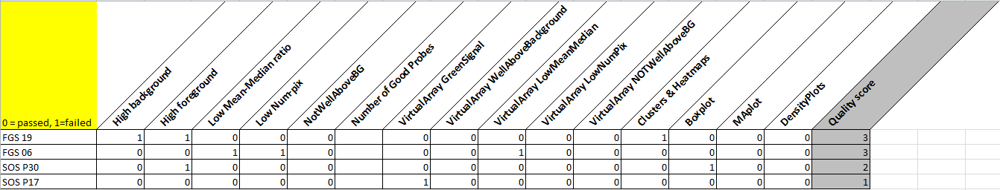 0 = passed, 1=failed
High background
High foreground
Low Mean-Median ratio
Low Num-pix
NotWellAboveBG
Number of Good Probes
VirtualArray GreenSignal
VirtualArray WellAboveBackground
VirtualArray LowMeanMedian
VirtualArray LowNumPix
VirtualArray NOTWellAboveBG
Clusters & Heatmaps
Boxplot
MAplot
DensityPlots
Quality score
FGS 19 1 1 0 0 0 0 0 0 0 0 1 0 0 0 3
FGS 06 0 0 1 1 0 0 0 1 0 0 0 0 0 0 3
SOS P30 0 1 0 0 0 0 0 0 0 0 0 1 0 0 2
SOS P17 0 0 0 0 0 1 0 0 0 0 0 0 0 0 1